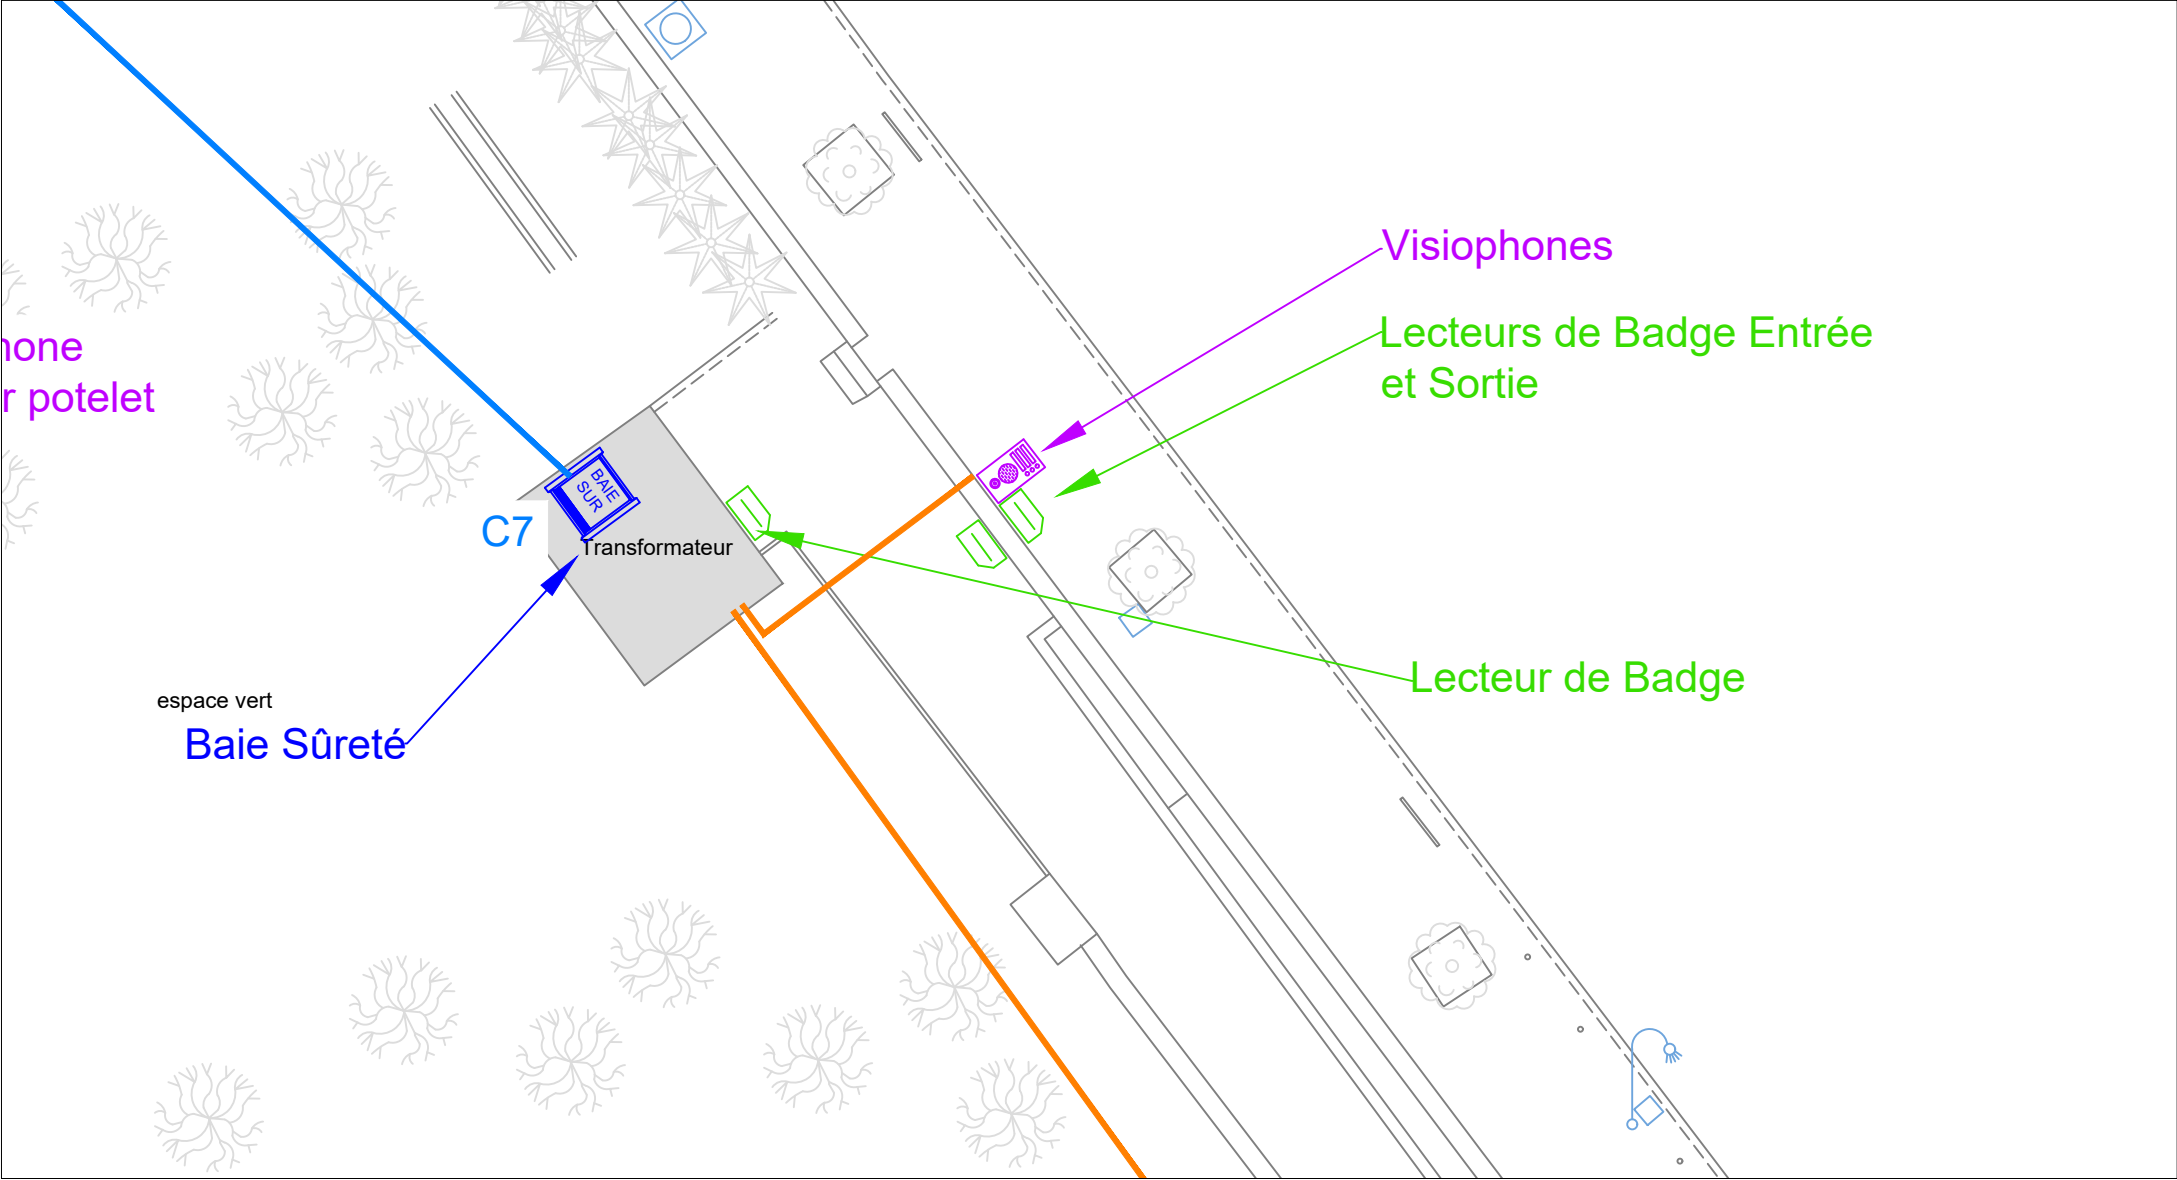 Visiophones
Lecteurs de Badge Entrée
et Sortie
r potelet
BAIE
SUR
C7
Transformateur
Lecteur de Badge
espace vert
Baie Sûreté